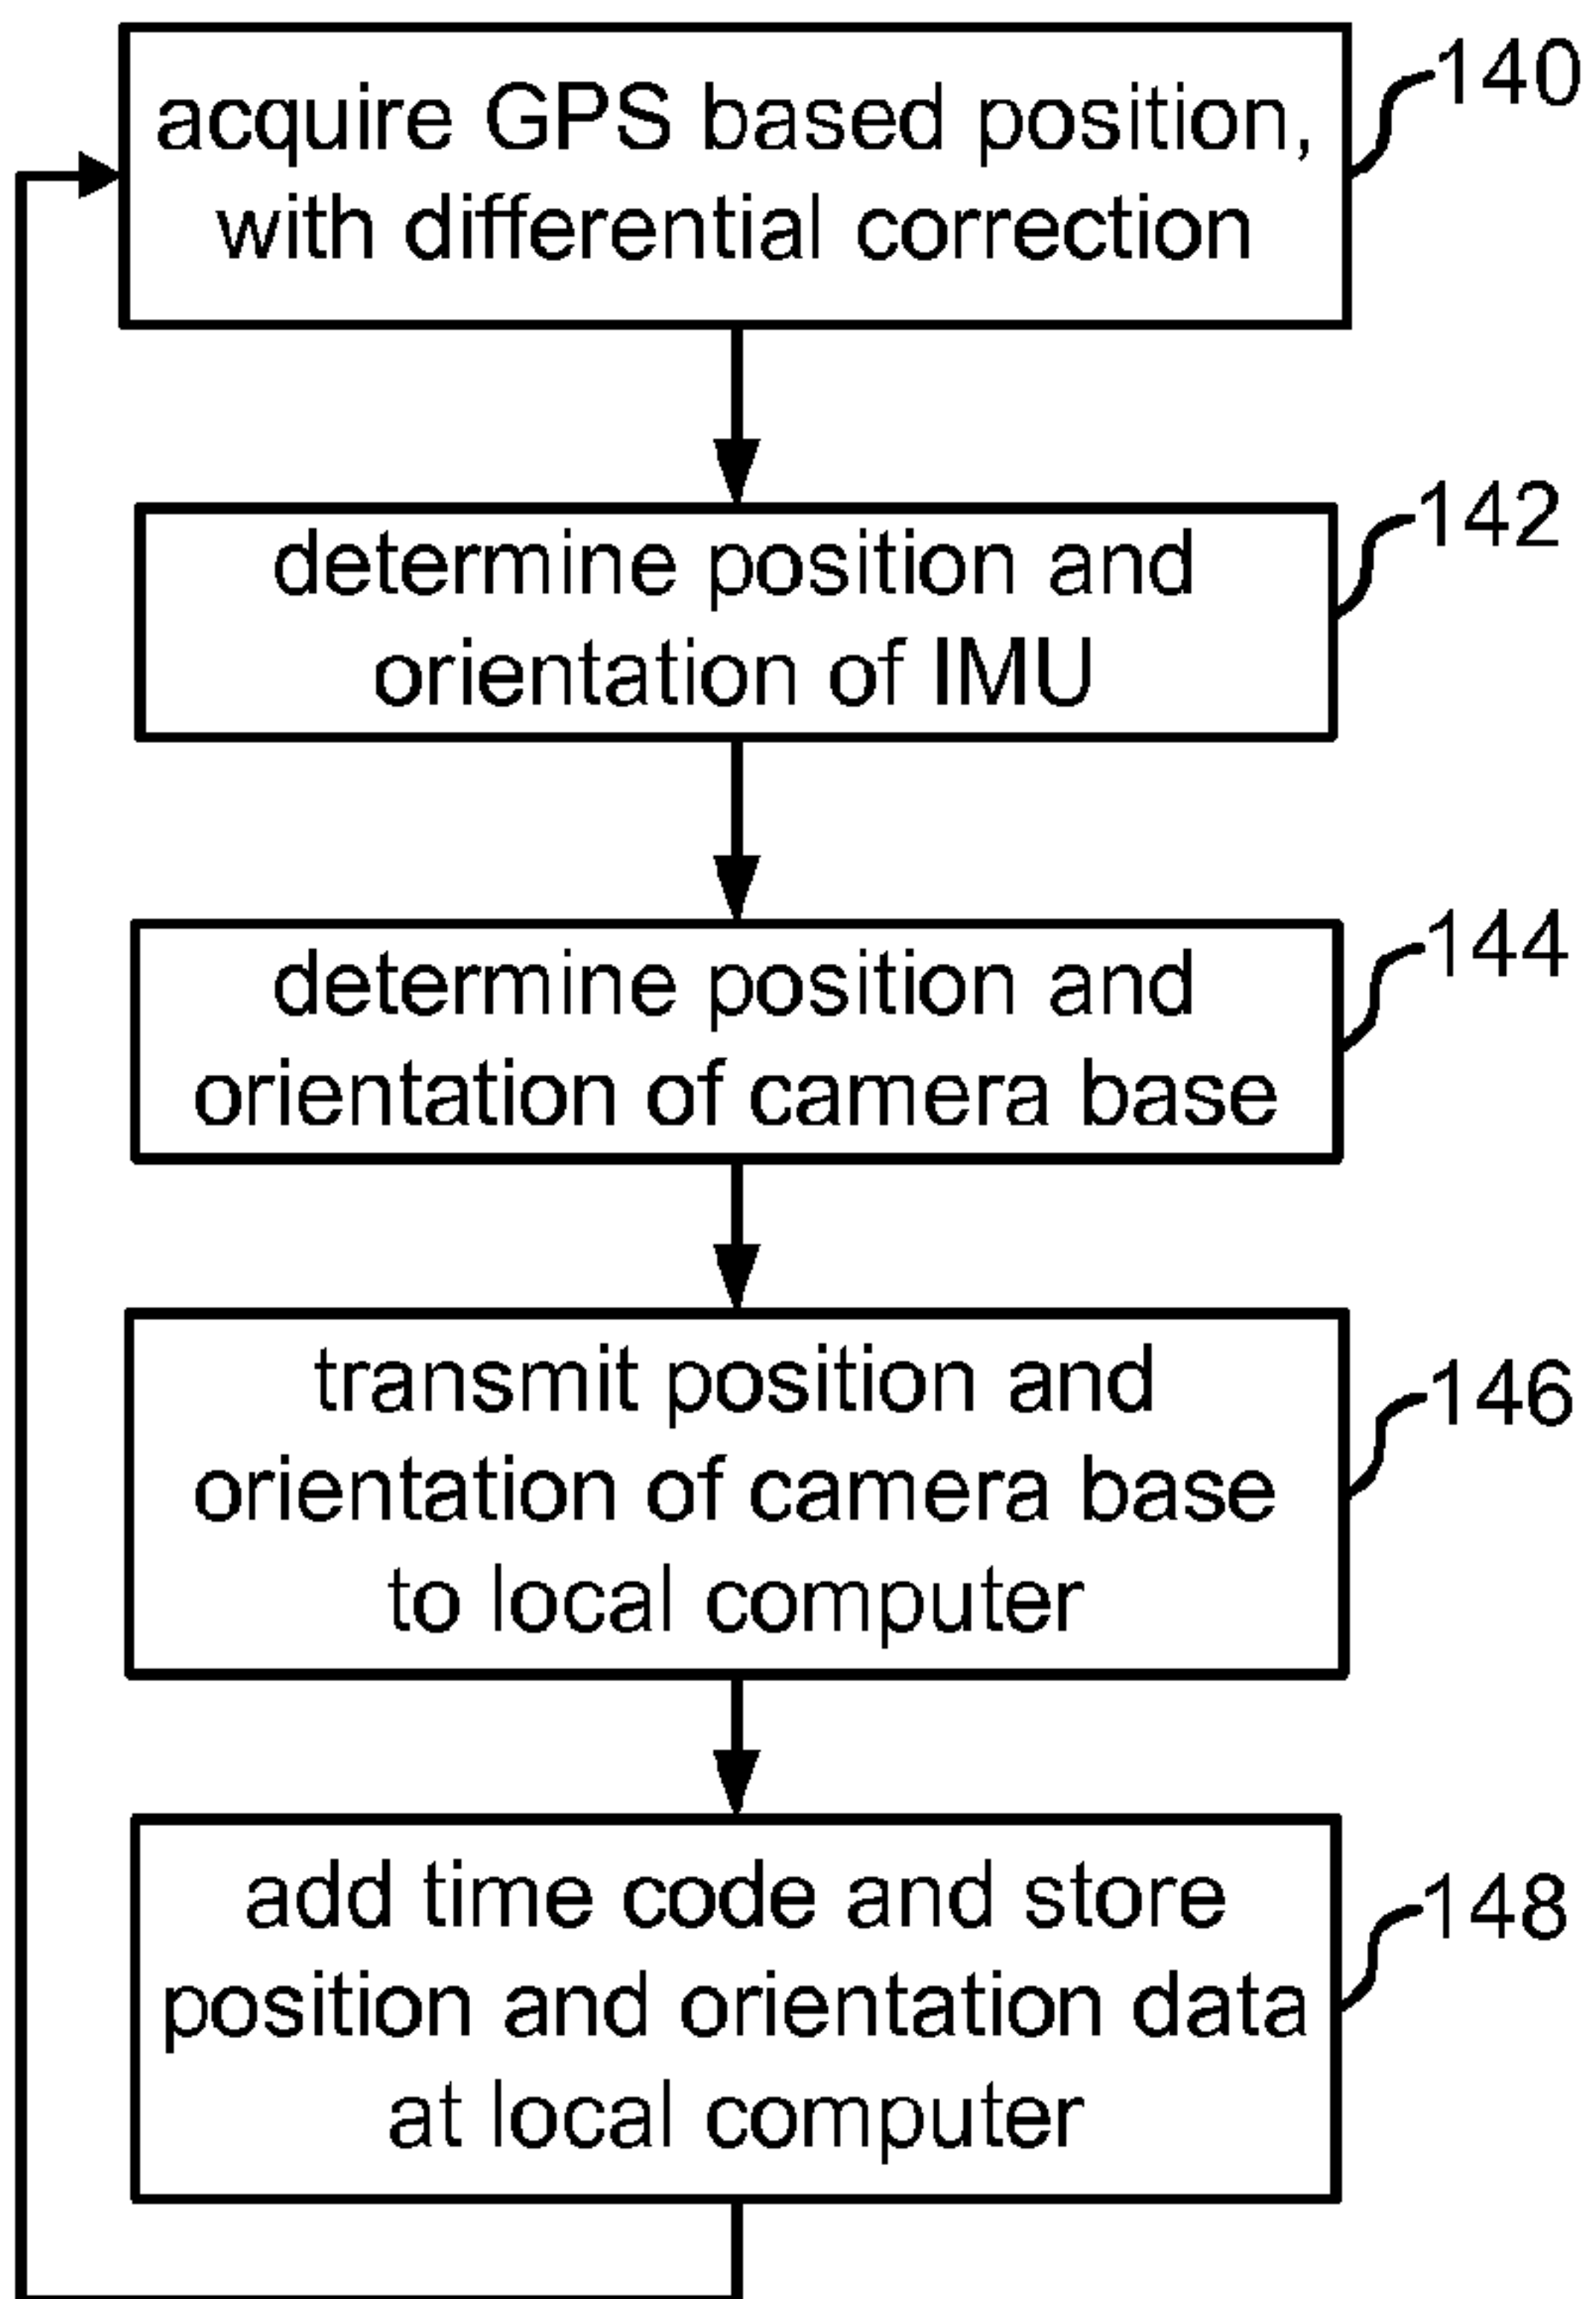 acquire GPS based position,
with differential correction
140
determine position and
orientation of IMU
142
determine position and
orientation of camera base
144
transmit position and
orientation of camera base
to local computer
146
add time code and store
position and orientation data
at local computer
148